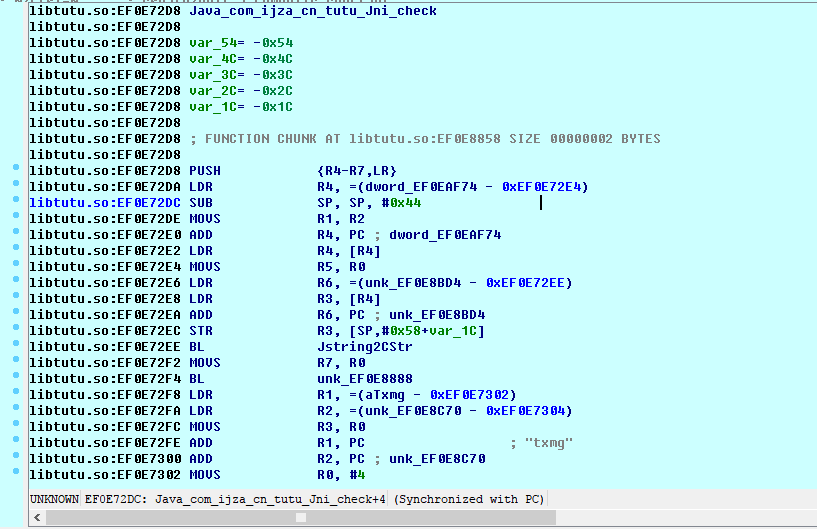 libtutu.so:EF0E72D8 Java_com_ijza_cn_tutu_Jni_check
libtutu.so:EF0E72D8
libtutu.so:EF0E72D8 var_54= -0x54
libtutu.so:EF0E72D8 var_4C= -0x4C
libtutu.so:EF0E72D8 var_3C= -0x3C
libtutu.so:EF0E72D8 var_2C= -0x2C
libtutu.so:EF0E72D8 var_1C= -0x1C
libtutu.so:EF0E72D8
libtutu.so:EF0E72D8 ; FUNCTION CHUNK AT libtutu.so:EF0E8858 SIZE 00000002 BYTES
libtutu.so:EF0E72D8
libtutu.so:EF0E72D8 PUSH {R4-R7,LR}
libtutu.so:EF0E72DA LDR R4, =(dword_EF0EAF74 - 0xEF0E72E4)
libtutu.so:EF0E72DC SUB SP, SP, #0x44
libtutu.so:EF0E72DE MOVS R1, R2
libtutu.so:EF0E72E0 ADD R4, PC ; dword_EF0EAF74
libtutu.so:EF0E72E2 LDR R4, [R4]
libtutu.so:EF0E72E4 MOVS R5, R0
libtutu.so:EF0E72E6 LDR R6, =(unk_EF0E8BD4 - 0xEF0E72EE)
libtutu.so:EF0E72E8 LDR R3, [R4]
libtutu.so:EF0E72EA ADD R6, PC ; unk_EF0E8BD4
libtutu.so:EF0E72EC STR R3, [SP,#0x58+var_1C]
libtutu.so:EF0E72EE BL Jstring2CStr
libtutu.so:EF0E72F2 MOVS R7, R0
libtutu.so:EF0E72F4 BL unk_EF0E8888
libtutu.so:EF0E72F8 LDR R1, =(aTxmg - 0xEF0E7302)
libtutu.so:EF0E72FA LDR R2, =(unk_EF0E8C70 - 0xEF0E7304)
libtutu.so:EF0E72FC MOVS R3, R0
libtutu.so:EF0E72FE ADD R1, PC ; "txmg"
libtutu.so:EF0E7300 ADD R2, PC ; unk_EF0E8C70
libtutu.so:EF0E7302 MOVS R0, #4
UNKNOWN EF0E72DC: Java_com_ijza_cn_tutu_Jni_check+4 (Synchronized with PC)